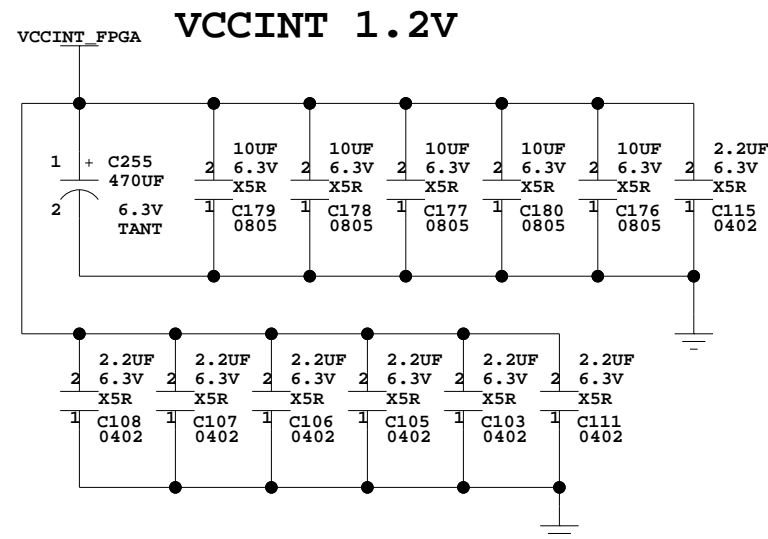 VCCINT 1.2V
VCCINT_FPGA
1 + C255
470UF
2 6.3V
TANT
10UF
2 6.3V
X5R
1 C179
0805
10UF
2 6.3V
X5R
1 C178
0805
10UF
2 6.3V
X5R
1 C177
0805
10UF
2 6.3V
X5R
1 C180
0805
10UF
2 6.3V
X5R
1 C176
0805
2.2UF
2 6.3V
X5R
1 C115
0402
2.2UF
2 6.3V
X5R
1 C108
0402
2.2UF
2 6.3V
X5R
1 C107
0402
2.2UF
2 6.3V
X5R
1 C106
0402
2.2UF
2 6.3V
X5R
1 C105
0402
2.2UF
2 6.3V
X5R
1 C103
0402
2.2UF
2 6.3V
X5R
1 C111
0402